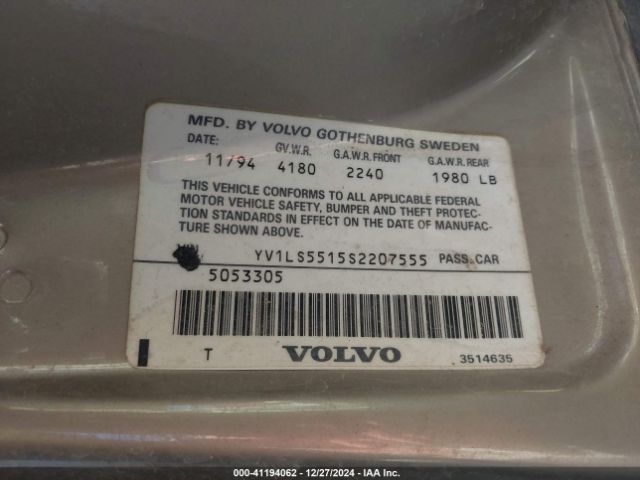 MFD. BY VOLVO GOTHENBURG SWEDEN
DATE: GV.W.R. G.A.W.R. FRONT G.A.W.R. REAR
11/94 4180 2240 1980 LB
THIS VEHICLE CONFORMS TO ALL APPLICABLE FEDERAL
MOTOR VEHICLE SAFETY, BUMPER AND THEFT PROTEC-
TION STANDARDS IN EFFECT ON THE DATE OF MANUFAC-
TURE SHOWN ABOVE.
YV1LS5515S2207555 PASS. CAR
5053305
T VOLVO 3514635
000-41194062 - 12/27/2024 - IAA Inc.